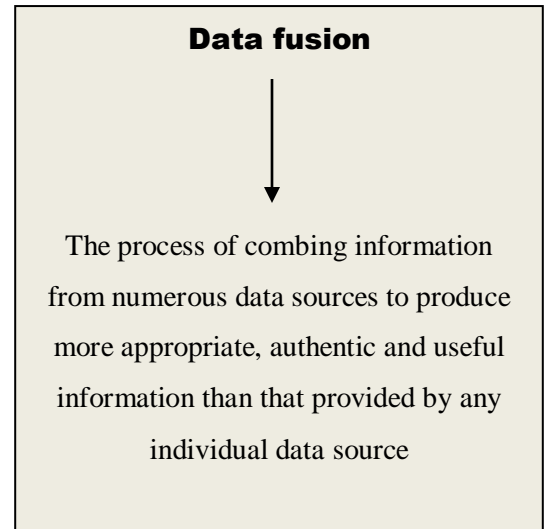 Data fusion
The process of combing information
from numerous data sources to produce
more appropriate, authentic and useful
information than that provided by any
individual data source